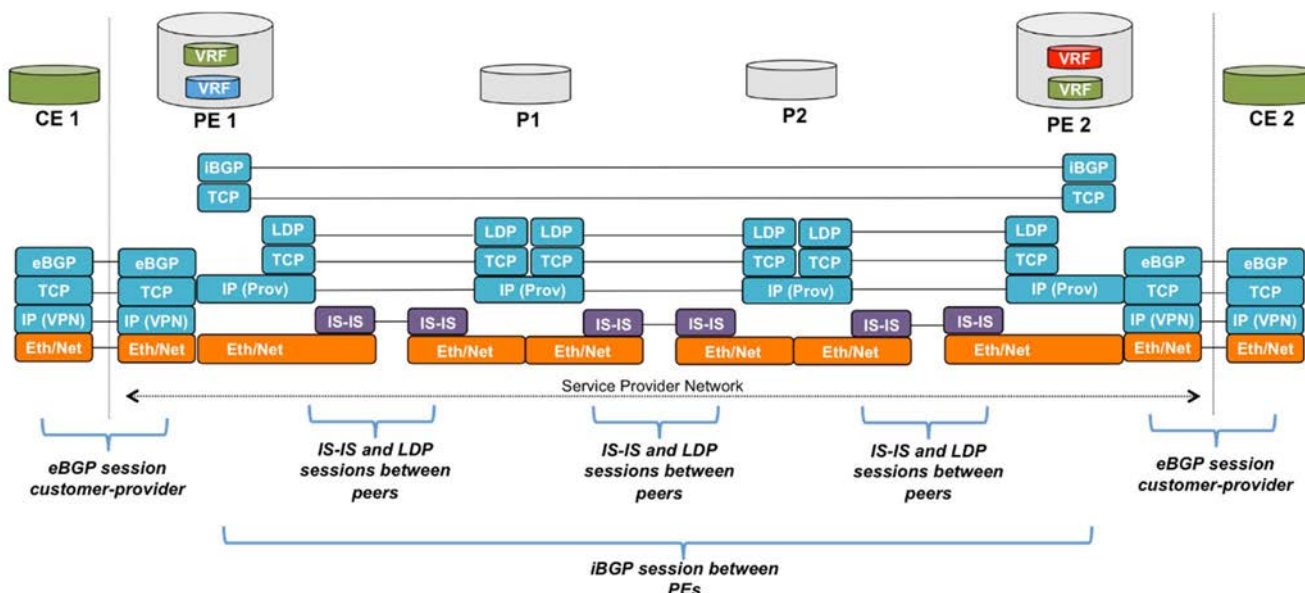 VRF
VRF
VRF
VRF
CE 1
PE 1
P1
P2
PE 2
CE 2
iBGP
iBGP
TCP
TCP
LDP
LDP
LDP
LDP
LDP
LDP
eBGP
eBGP
TCP
TCP
TCP
TCP
TCP
TCP
eBGP
eBGP
TCP
TCP
IP (Prov)
IP (Prov)
IP (Prov)
IP (Prov)
TCP
TCP
IP (VPN)
IP (VPN)
IS-IS
IS-IS
IS-IS
IS-IS
IS-IS
IS-IS
IP (VPN)
IP (VPN)
Eth/Net
Eth/Net
Eth/Net
Eth/Net
Eth/Net
Eth/Net
Eth/Net
Eth/Net
Eth/Net
Eth/Net
Service Provider Network
eBGP session
customer-provider
IS-IS and LDP
sessions between
peers
IS-IS and LDP
sessions between
peers
IS-IS and LDP
sessions between
peers
eBGP session
customer-provider
iBGP session between
PEs